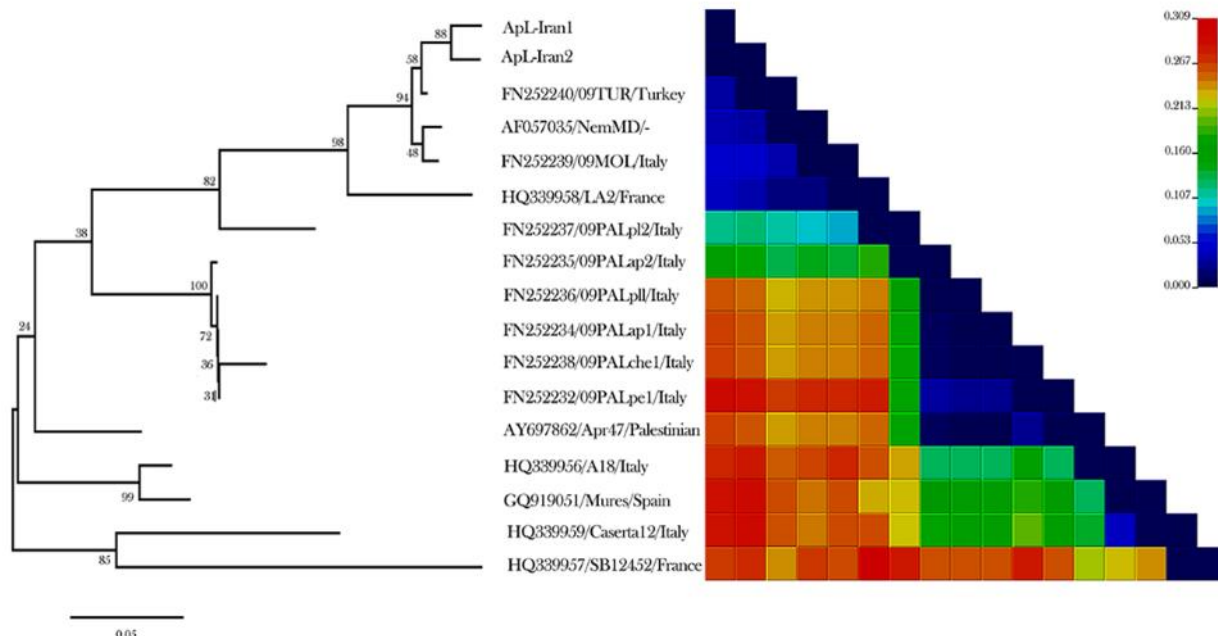 ApL-Iran1
ApL-Iran2
FN252240/09TUR/Turkey
AF057035/NemMD/-
FN252239/09MOL/Italy
HQ339958/LA2/France
FN252237/09PALpl2/Italy
FN252235/09PALap2/Italy
FN252236/09PALpll/Italy
FN252234/09PALap1/Italy
FN252238/09PALche1/Italy
FN252232/09PALpe1/Italy
AY697862/Apr47/Palestinian
HQ339956/A18/Italy
GQ919051/Mures/Spain
HQ339959/Caserta12/Italy
HQ339957/SB12452/France
88
58
94
48
98
82
38
100
72
36
31
24
99
85
0.05
0.309
0.267
0.213
0.160
0.107
0.053
0.000